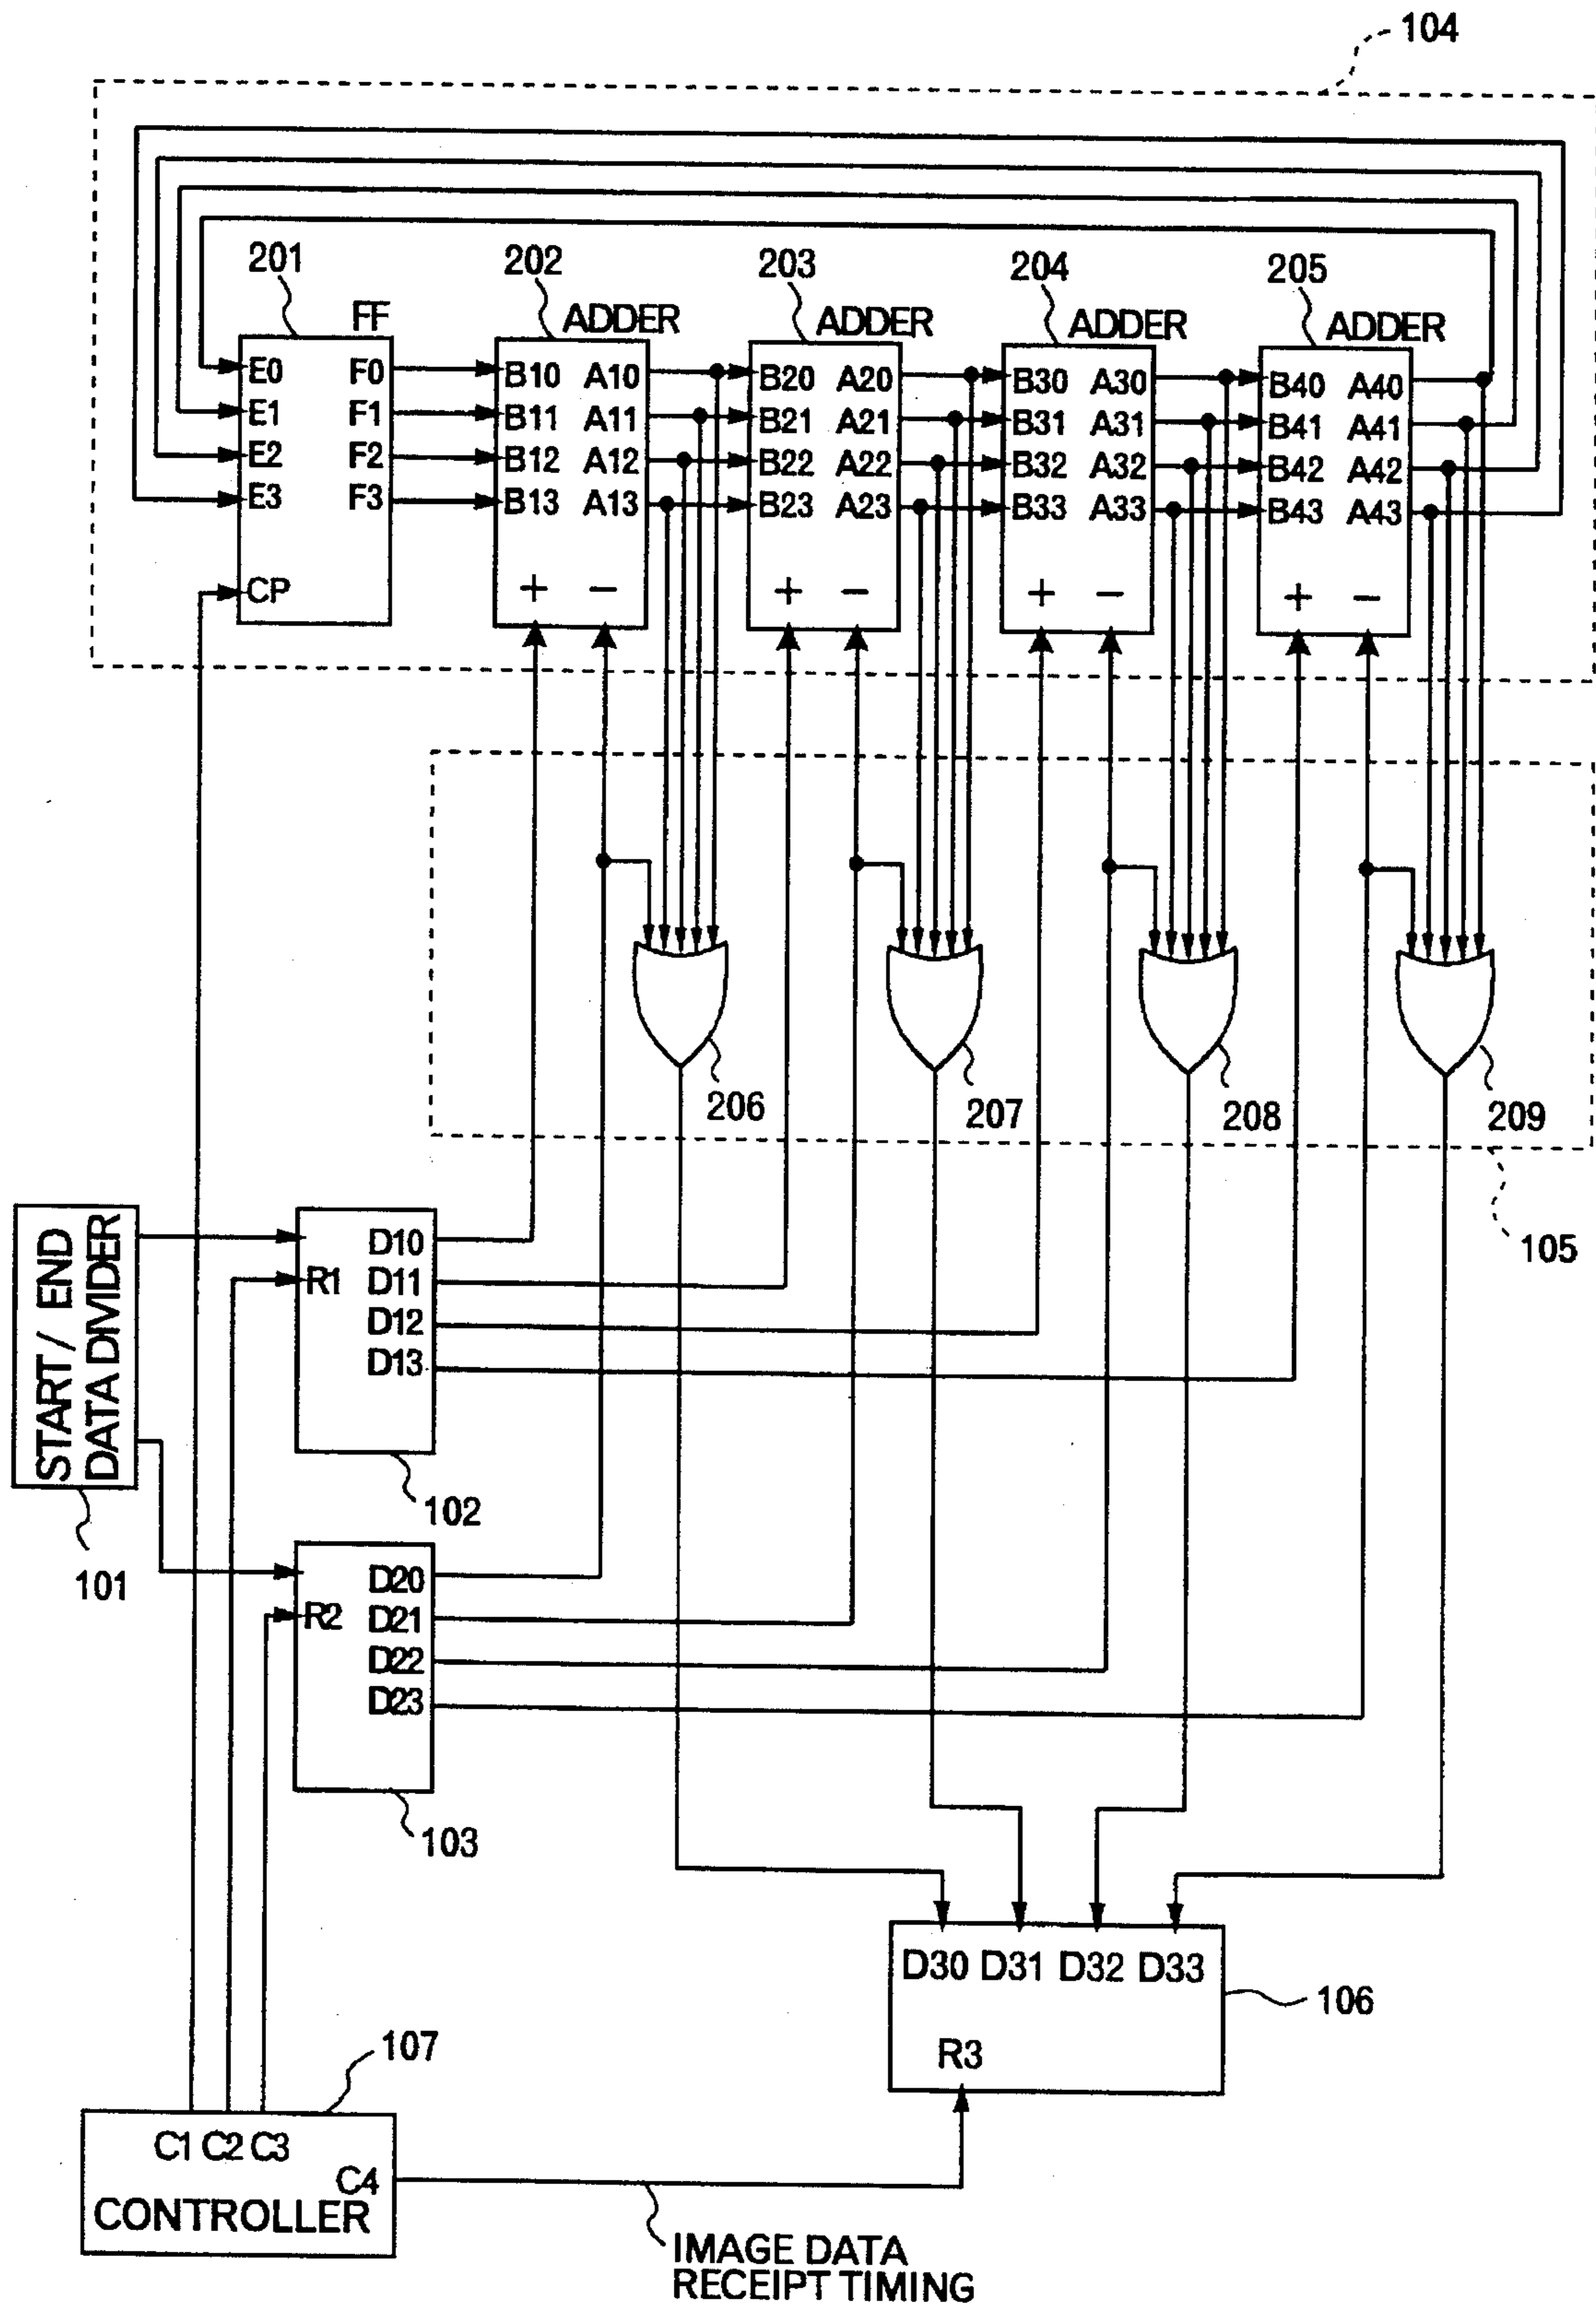 104
201
202
203
204
205
FF
ADDER
ADDER
ADDER
ADDER
E0 F0
E1 F1
E2 F2
E3 F3
CP
B10 A10
B11 A11
B12 A12
B13 A13
+ −
B20 A20
B21 A21
B22 A22
B23 A23
+ −
B30 A30
B31 A31
B32 A32
B33 A33
+ −
B40 A40
B41 A41
B42 A42
B43 A43
+ −
206
207
208
209
105
START / END
DATA DIVIDER
101
R1
D10
D11
D12
D13
102
R2
D20
D21
D22
D23
103
D30 D31 D32 D33
R3
106
107
C1 C2 C3
C4
CONTROLLER
IMAGE DATA
RECEIPT TIMING